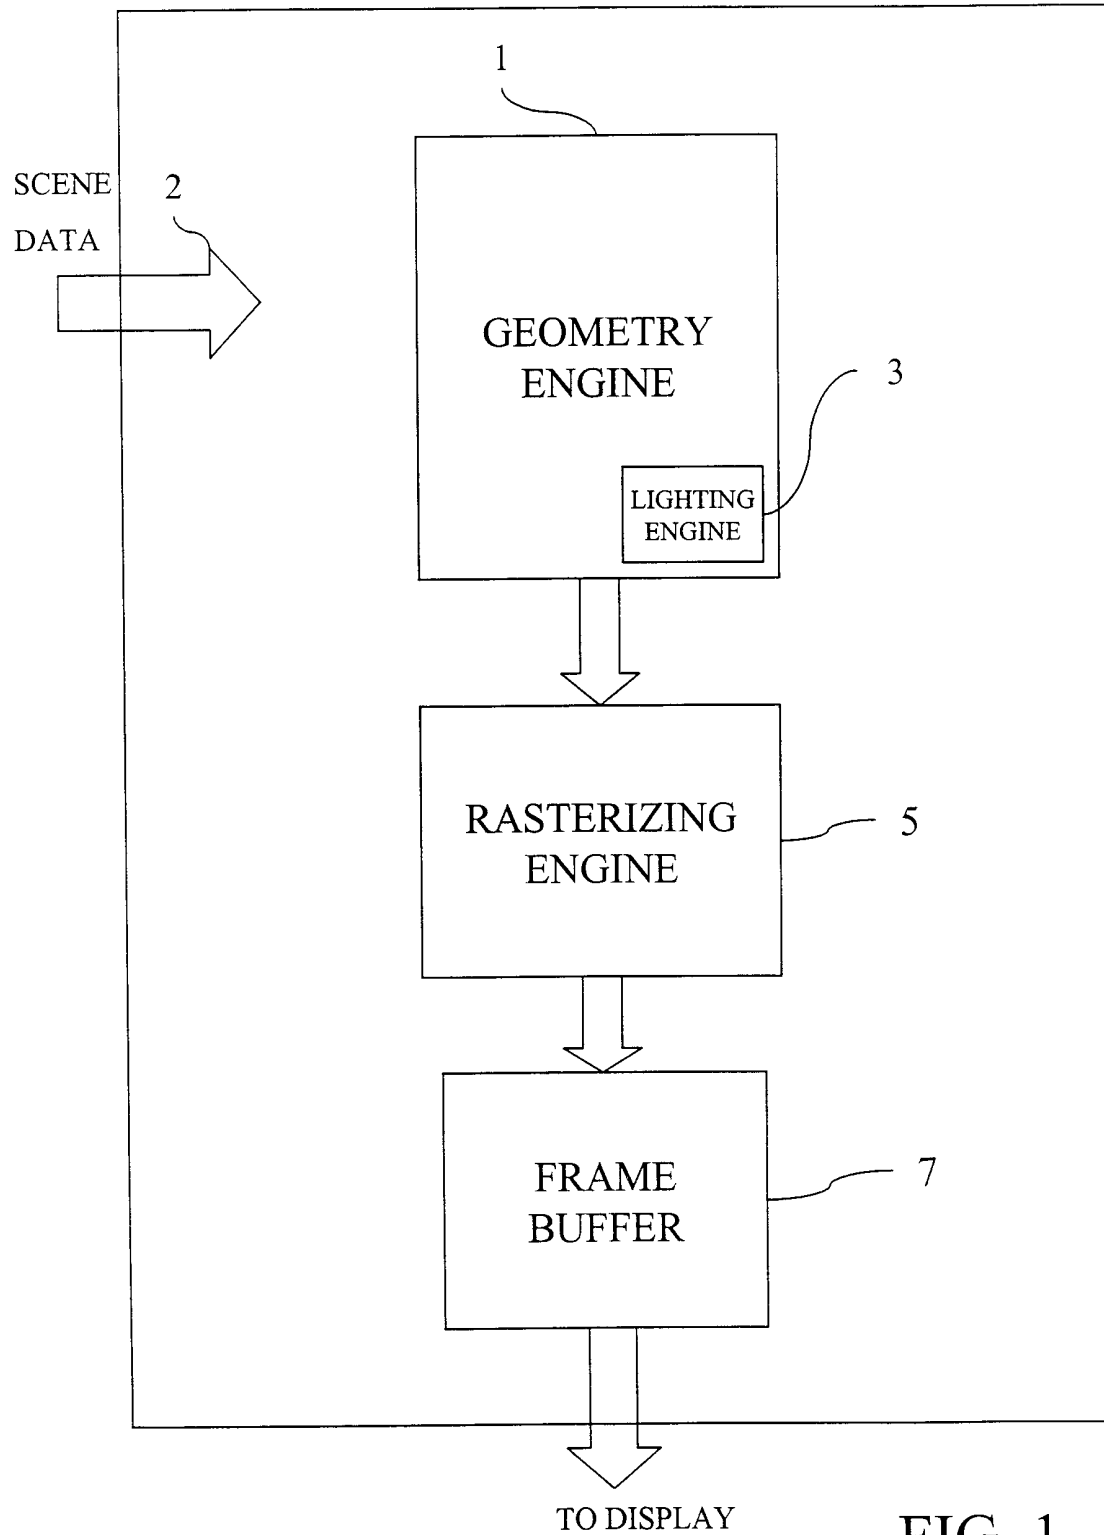 1
SCENE
DATA
2
GEOMETRY
ENGINE
3
LIGHTING
ENGINE
RASTERIZING
ENGINE
5
FRAME
BUFFER
7
TO DISPLAY
FIG. 1